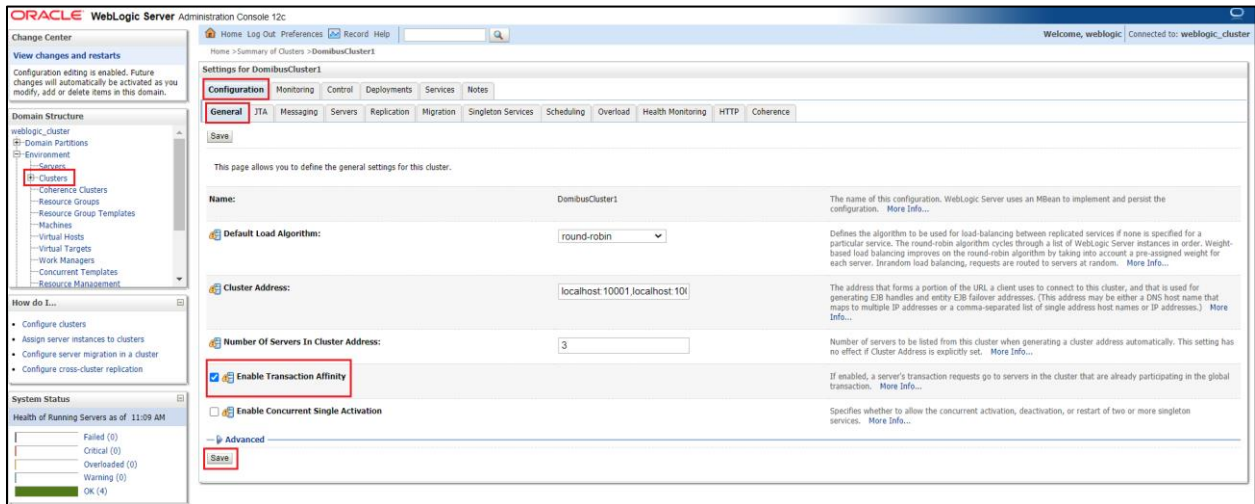 ORACLE WebLogic Server Administration Console 12c
Change Center
View changes and restarts
Configuration editing is enabled. Future
changes will automatically be activated as you
modify, add or delete items in this domain.
Domain Structure
weblogic_cluster
Domain Partitions
Environment
Servers
Clusters
Coherence Clusters
Resource Groups
Resource Group Templates
Machines
Virtual Hosts
Virtual Targets
Work Managers
Concurrent Templates
Resource Management
How do I...
Configure clusters
Assign server instances to clusters
Configure server migration in a cluster
Configure cross-cluster replication
System Status
Health of Running Servers as of 11:09 AM
Failed (0)
Critical (0)
Overloaded (0)
Warning (0)
OK (4)
Home Log Out Preferences Record Help
Welcome, weblogic Connected to: weblogic_cluster
Home >Summary of Clusters >DomibusCluster1
Settings for DomibusCluster1
Configuration Monitoring Control Deployments Services Notes
General JTA Messaging Servers Replication Migration Singleton Services Scheduling Overload Health Monitoring HTTP Coherence
Save
This page allows you to define the general settings for this cluster.
Name: DomibusCluster1
The name of this configuration. WebLogic Server uses an MBean to implement and persist the
configuration. More Info...
Default Load Algorithm: round-robin
Defines the algorithm to be used for load-balancing between replicated services if none is specified for a
particular service. The round-robin algorithm cycles through a list of WebLogic Server instances in order. Weight-
based load balancing improves on the round-robin algorithm by taking into account a pre-assigned weight for
each server. Inrandom load balancing, requests are routed to servers at random. More Info...
Cluster Address: localhost:10001,localhost:10
The address that forms a portion of the URL a client uses to connect to this cluster, and that is used for
generating EJB handles and entity EJB failover addresses. (This address may be either a DNS host name that
maps to multiple IP addresses or a comma-separated list of single address host names or IP addresses.) More
Info...
Number Of Servers In Cluster Address: 3
Number of servers to be listed from this cluster when generating a cluster address automatically. This setting has
no effect if Cluster Address is explicitly set. More Info...
Enable Transaction Affinity
If enabled, a server's transaction requests go to servers in the cluster that are already participating in the global
transaction. More Info...
Enable Concurrent Single Activation
Specifies whether to allow the concurrent activation, deactivation, or restart of two or more singleton
services. More Info...
Advanced
Save